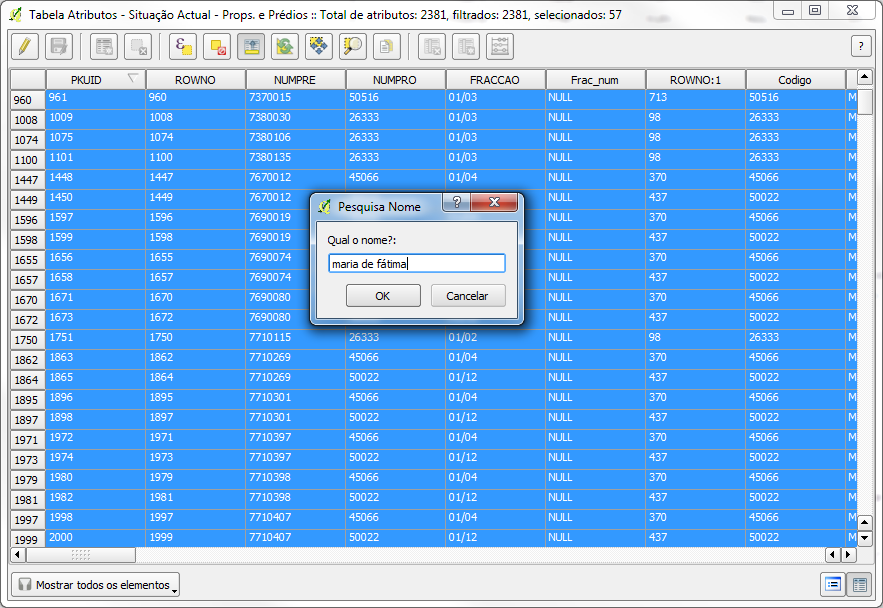 Tabela Atributos - Situação Actual - Props. e Prédios :: Total de atributos: 2381, filtrados: 2381, selecionados: 57
ε
?
PKUID ROWNO NUMPRE NUMPRO FRACCAO Frac_num ROWNO:1 Codigo
960 961 960 7370015 50516 01/03 NULL 713 50516 M
1008 1009 1008 7380030 26333 01/03 NULL 98 26333 M
1074 1075 1074 7380106 26333 01/03 NULL 98 26333 M
1100 1101 1100 7380135 26333 01/03 NULL 98 26333 M
1447 1448 1447 7670012 45066 01/04 NULL 370 45066 M
1449 1450 1449 7670012 NULL 437 50022 M
1596 1597 1596 7690019 NULL 370 45066 M
1598 1599 1598 7690019 NULL 437 50022 M
1655 1656 1655 7690074 NULL 370 45066 M
1657 1658 1657 7690074 NULL 437 50022 M
1670 1671 1670 7690080 NULL 370 45066 M
1672 1673 1672 7690080 NULL 437 50022 M
1750 1751 1750 7710115 26333 01/02 NULL 98 26333 M
1862 1863 1862 7710269 45066 01/04 NULL 370 45066 M
1864 1865 1864 7710269 50022 01/12 NULL 437 50022 M
1895 1896 1895 7710301 45066 01/04 NULL 370 45066 M
1897 1898 1897 7710301 50022 01/12 NULL 437 50022 M
1971 1972 1971 7710397 45066 01/04 NULL 370 45066 M
1973 1974 1973 7710397 50022 01/12 NULL 437 50022 M
1979 1980 1979 7710398 45066 01/04 NULL 370 45066 M
1981 1982 1981 7710398 50022 01/12 NULL 437 50022 M
1997 1998 1997 7710407 45066 01/04 NULL 370 45066 M
1999 2000 1999 7710407 50022 01/12 NULL 437 50022 M
Pesquisa Nome ?
Qual o nome?:
maria de fátima
OK Cancelar
Mostrar todos os elementos